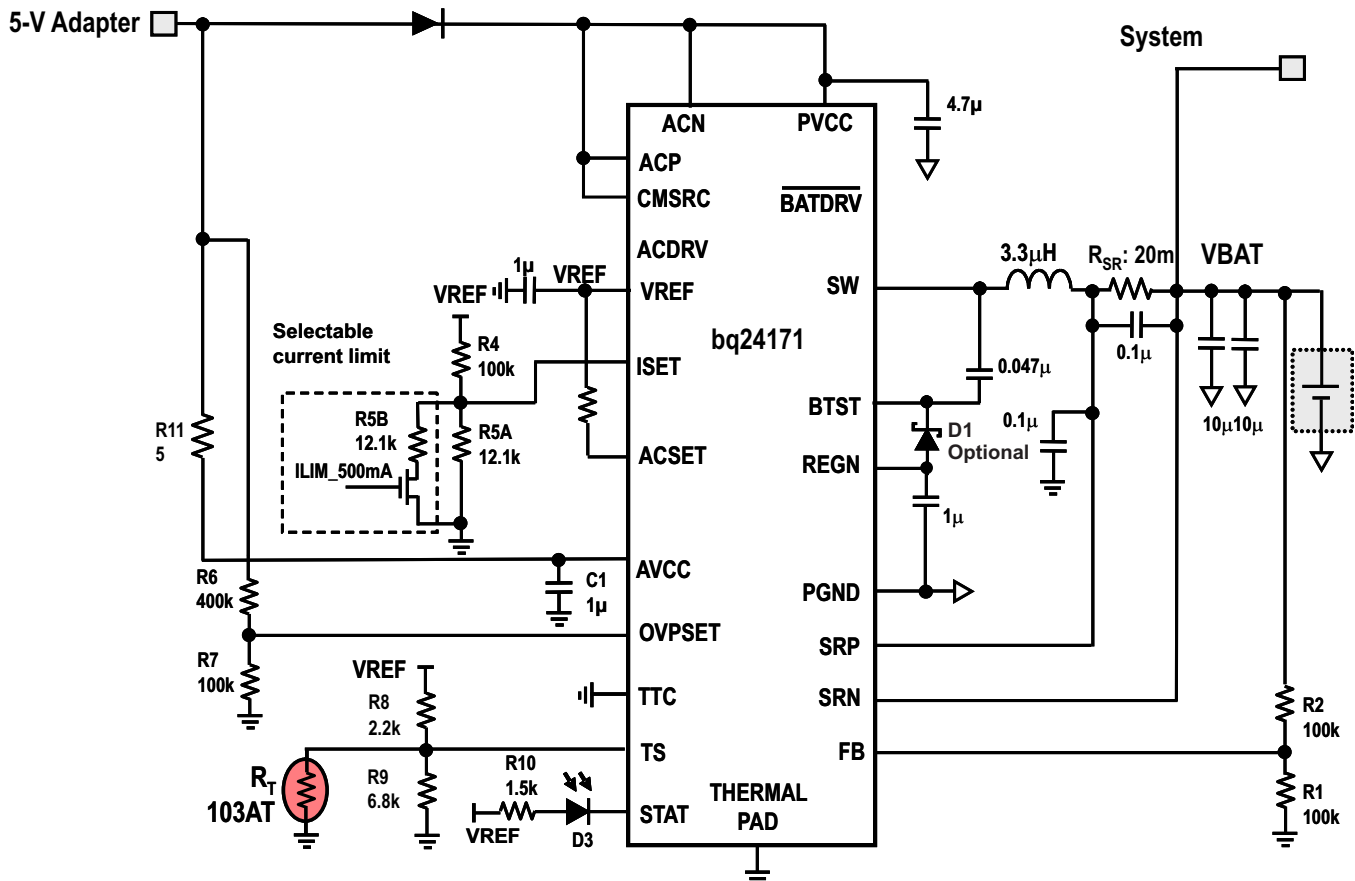 5-V Adapter
System
4.7µ
ACN
PVCC
ACP
CMSRC
BATDRV
ACDRV
1µ
VREF
VREF
VREF
SW
3.3µH
RSR: 20m
VBAT
Selectable
current limit
R4
100k
ISET
bq24171
0.1µ
0.047µ
R5B
12.1k
R5A
12.1k
BTST
0.1µ
D1
Optional
10µ
10µ
R11
5
ILIM_500mA
ACSET
REGN
1µ
AVCC
R6
400k
C1
1µ
PGND
OVPSET
SRP
R7
100k
VREF
TTC
R8
2.2k
SRN
R2
100k
TS
FB
RT
103AT
R9
6.8k
R10
1.5k
VREF
D3
STAT
THERMAL
PAD
R1
100k